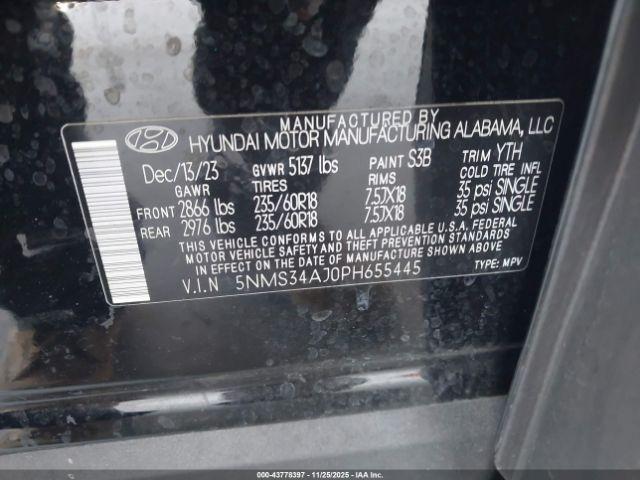 MANUFACTURED BY
HYUNDAI MOTOR MANUFACTURING ALABAMA, LLC
Dec/13/23 GVWR 5137 lbs PAINT S3B TRIM YTH
GAWR TIRES RIMS COLD TIRE INFL
FRONT 2866 lbs 235/60R18 7.5JX18 35 psi SINGLE
REAR 2976 lbs 235/60R18 7.5JX18 35 psi SINGLE
THIS VEHICLE CONFORMS TO ALL APPLICABLE U.S.A. FEDERAL
MOTOR VEHICLE SAFETY AND THEFT PREVENTION STANDARDS
IN EFFECT ON THE DATE OF MANUFACTURE SHOWN ABOVE.
V.I.N 5NMS34AJ0PH655445 TYPE: MPV
000-43778397 - 11/25/2025 - IAAI.COM